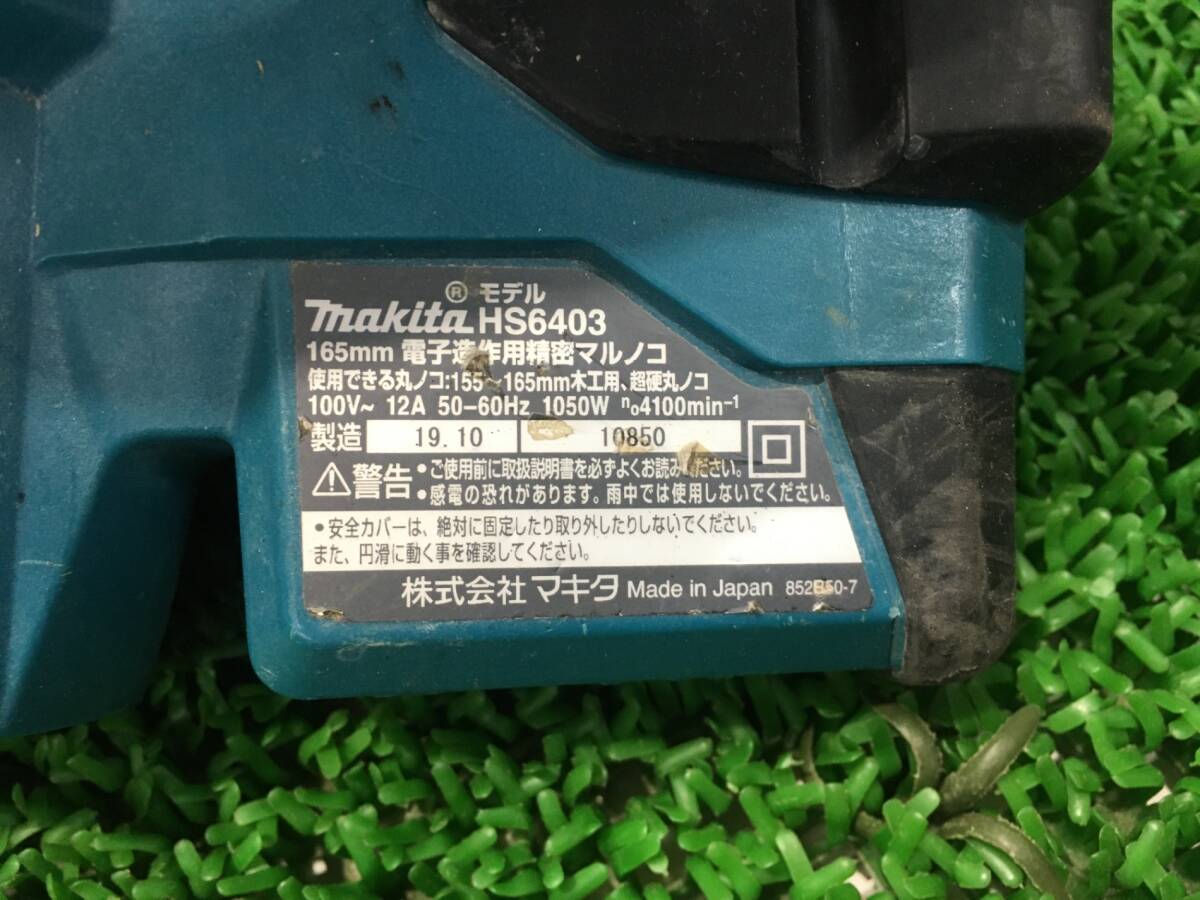 makita® モデル HS6403
165mm 電子造作用精密マルノコ
使用できる丸ノコ:155~165mm木工用、超硬丸ノコ
100V~ 12A 50-60Hz 1050W n₀4100min⁻¹
製造 19.10 10850
警告 •ご使用前に取扱説明書を必ずよくお読みください。
•感電の恐れがあります。雨中では使用しないでください。
•安全カバーは、絶対に固定したり取り外したりしないでください。
また、円滑に動く事を確認してください。
株式会社 マキタ Made in Japan 852B50-7